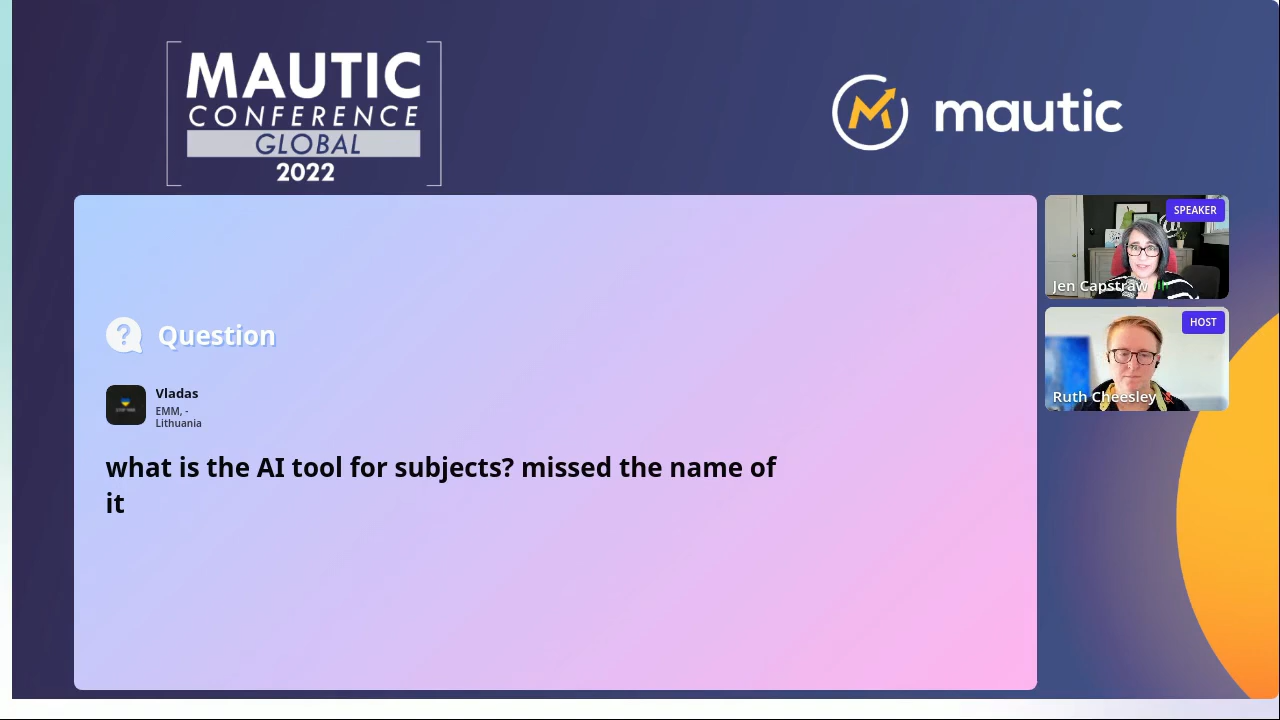 MAUTIC
CONFERENCE
GLOBAL
2022
mautic
SPEAKER
Jen Capstraw
HOST
Ruth Cheesley
Question
Vladas
EMM, -
Lithuania
what is the AI tool for subjects? missed the name of
it